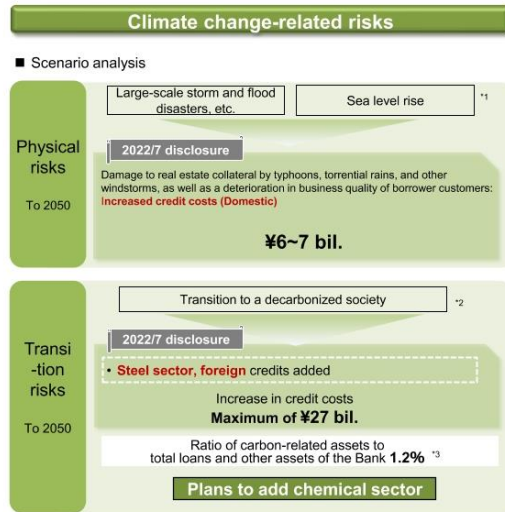 Climate change-related risks
■ Scenario analysis
Physical
risks
To 2050
Large-scale storm and flood
disasters, etc.
Sea level rise
*1
2022/7 disclosure
Damage to real estate collateral by typhoons, torrential rains, and other
windstorms, as well as a deterioration in business quality of borrower customers:
Increased credit costs (Domestic)
¥6~7 bil.
Transi
-tion
risks
To 2050
Transition to a decarbonized society
*2
2022/7 disclosure
• Steel sector, foreign credits added
Increase in credit costs
Maximum of ¥27 bil.
Ratio of carbon-related assets to
total loans and other assets of the Bank 1.2% *3
Plans to add chemical sector